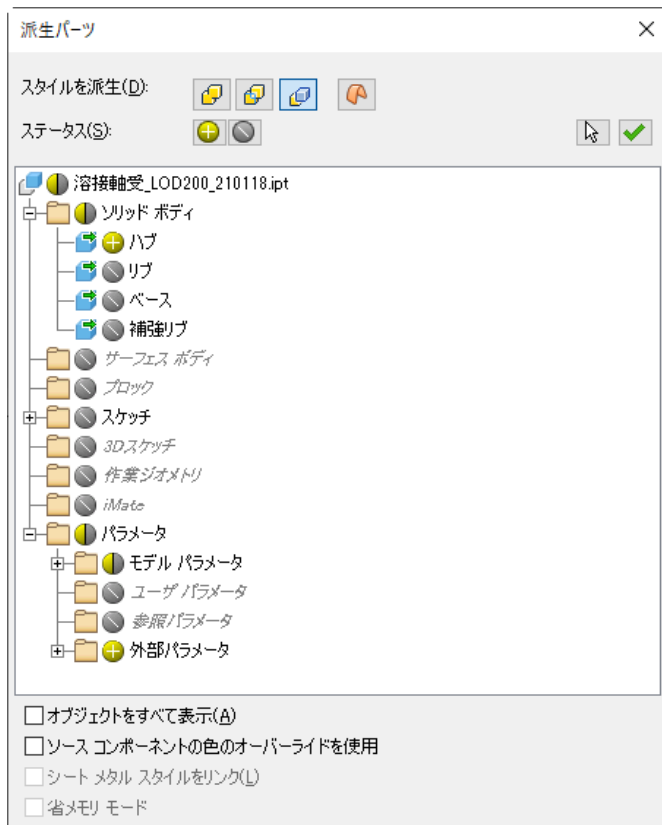 派生パーツ
スタイルを派生(D):
ステータス(S):
溶接軸受_LOD200_210118.ipt
ソリッド ボディ
ハブ
リブ
ベース
補強リブ
サーフェス ボディ
ブロック
スケッチ
3Dスケッチ
作業ジオメトリ
iMate
パラメータ
モデル パラメータ
ユーザ パラメータ
参照パラメータ
外部パラメータ
オブジェクトをすべて表示(A)
ソース コンポーネントの色のオーバーライドを使用
シート メタル スタイルをリンク(L)
省メモリ モード